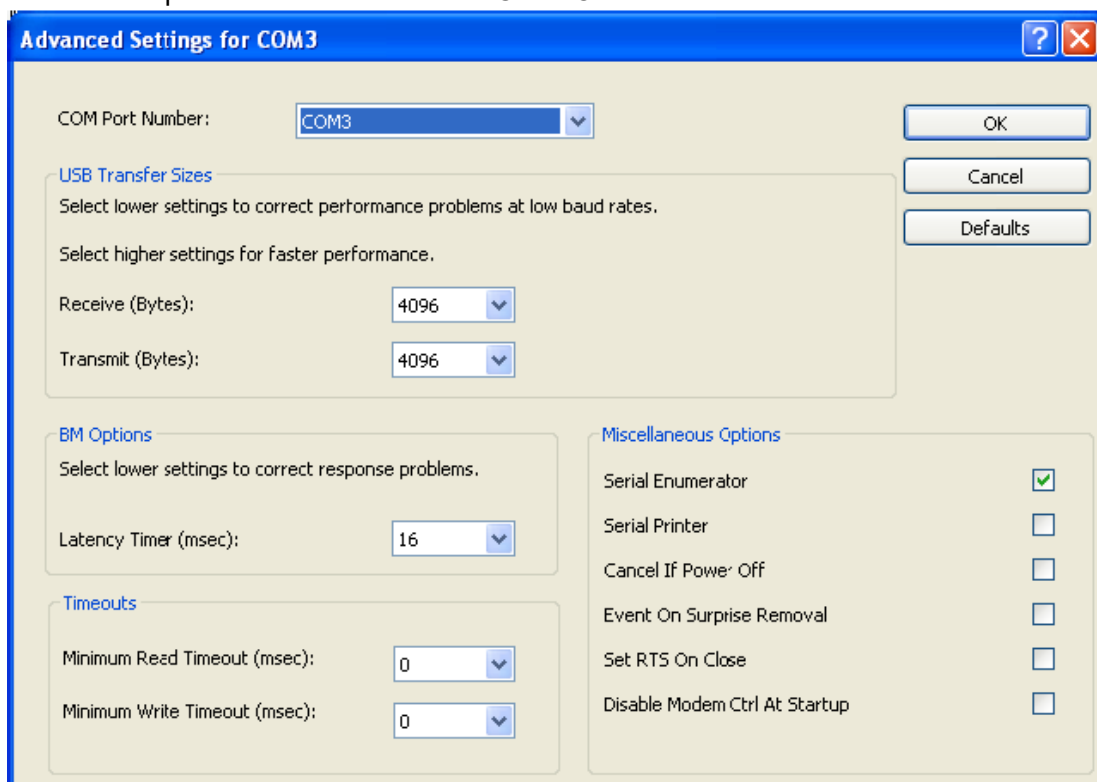 Advanced Settings for COM3
COM Port Number:
COM3
OK
Cancel
Defaults
USB Transfer Sizes
Select lower settings to correct performance problems at low baud rates.
Select higher settings for faster performance.
Receive (Bytes):
4096
Transmit (Bytes):
4096
BM Options
Select lower settings to correct response problems.
Latency Timer (msec):
16
Timeouts
Minimum Read Timeout (msec):
0
Minimum Write Timeout (msec):
0
Miscellaneous Options
Serial Enumerator
Serial Printer
Cancel If Power Off
Event On Surprise Removal
Set RTS On Close
Disable Modem Ctrl At Startup